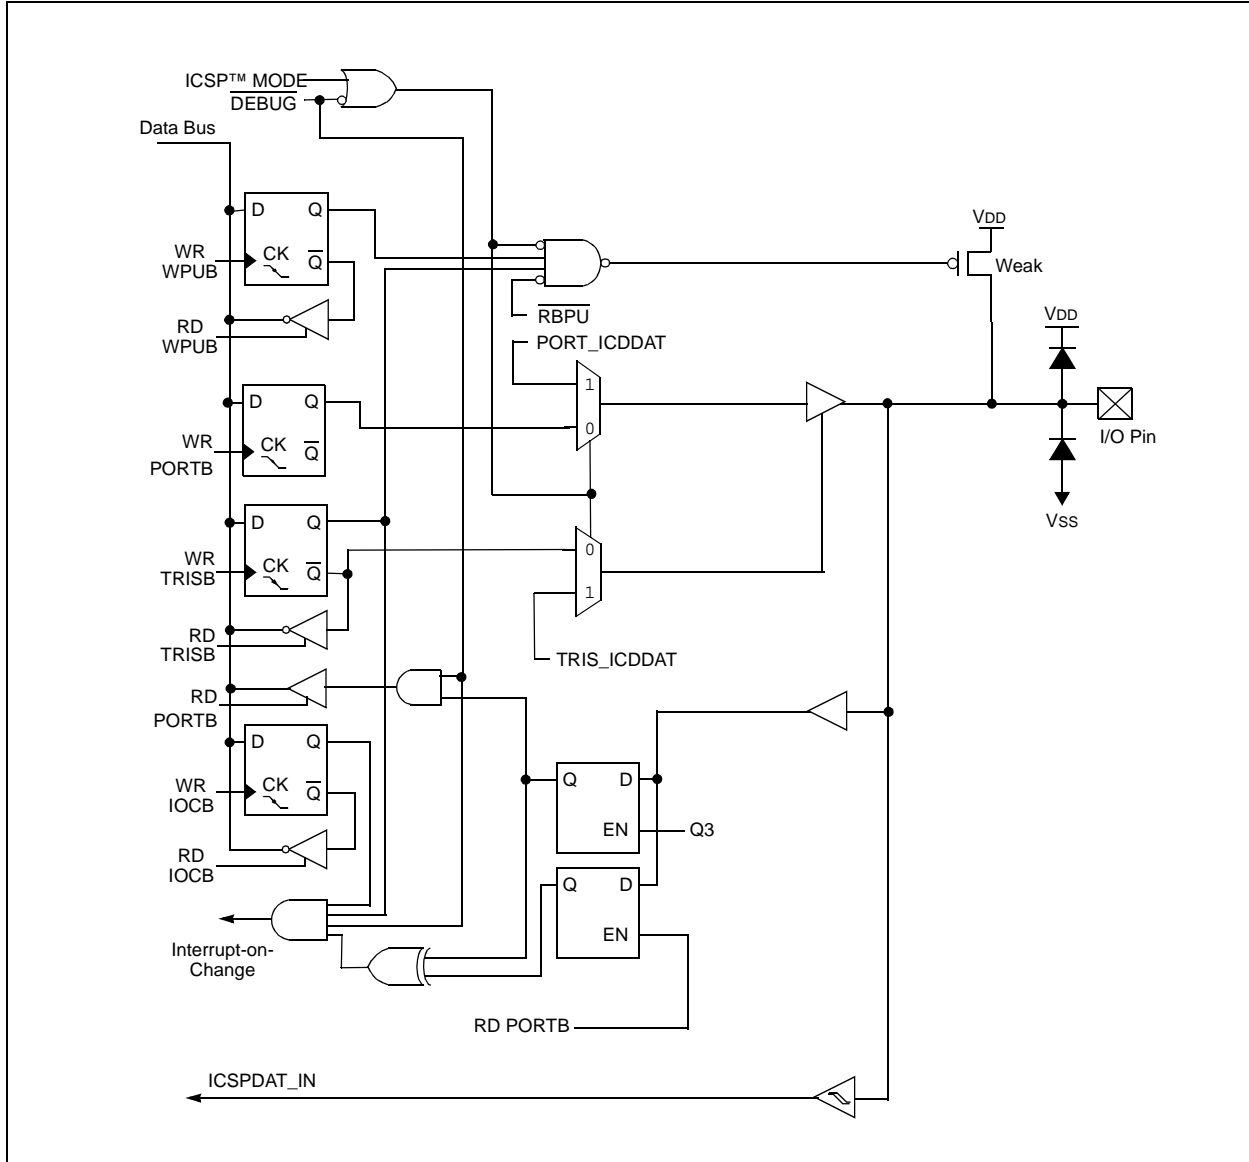 ICSP™ MODE
DEBUG
Data Bus
D Q
WR
WPUB
CK Q
RD
WPUB
VDD
Weak
RBPU
PORT_ICDDAT
1
0
VDD
I/O Pin
VSS
D Q
WR
PORTB
CK Q
D Q
WR
TRISB
CK Q
0
1
RD
TRISB
TRIS_ICDDAT
RD
PORTB
D Q
WR
IOCB
CK Q
Q D
EN
Q3
RD
IOCB
Q D
EN
Interrupt-on-
Change
RD PORTB
ICSPDAT_IN